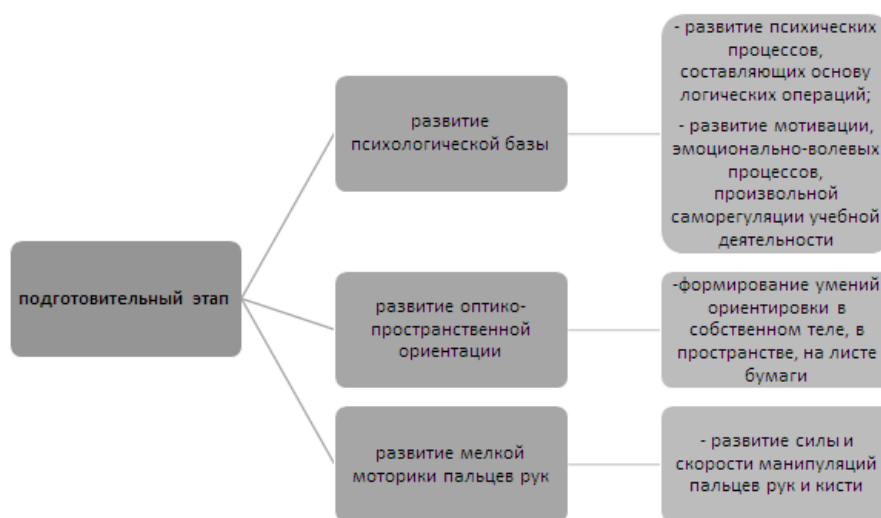 подготовительный этап
развитие
психологической базы
- развитие психических
процессов,
составляющих основу
логических операций;
- развитие мотивации,
эмоционально-волевых
процессов,
произвольной
саморегуляции учебной
деятельности
развитие оптико-
пространственной
ориентации
-формирование умений
ориентировки в
собственном теле, в
пространстве, на листе
бумаги
развитие мелкой
моторики пальцев рук
- развитие силы и
скорости манипуляций
пальцев рук и кисти